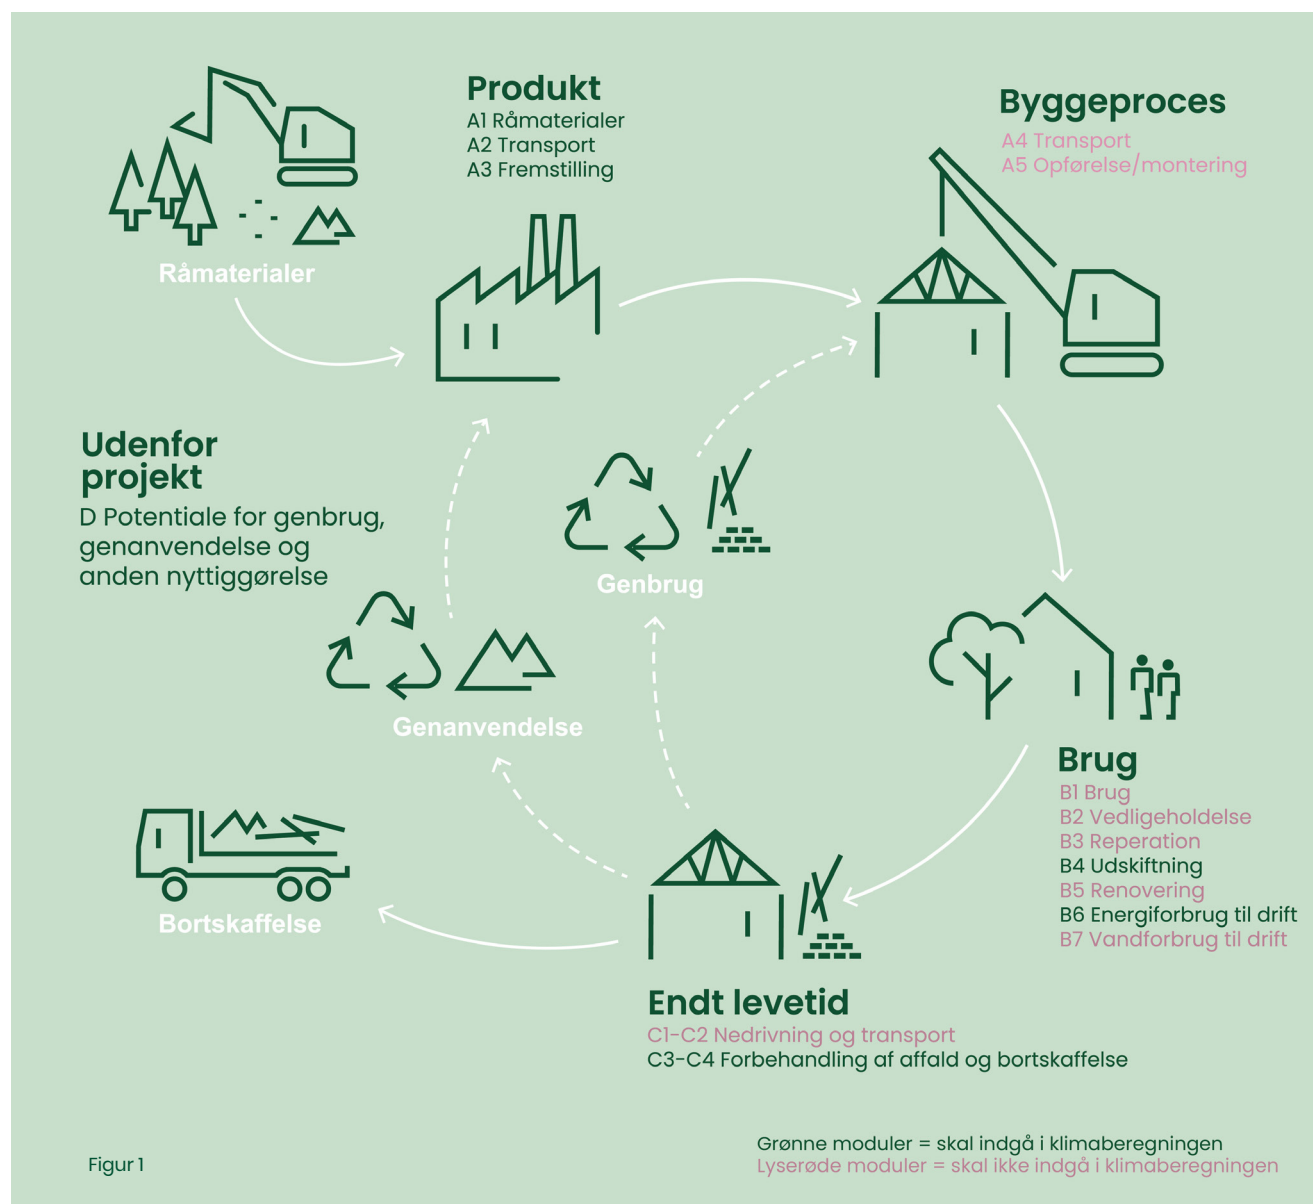 Produkt
A1 Råmaterialer
A2 Transport
A3 Fremstilling
Byggeproces
A4 Transport
A5 Opførelse/montering
Råmaterialer
Udenfor
projekt
D Potentiale for genbrug,
genanvendelse og
anden nyttiggørelse
Genbrug
Genanvendelse
Brug
B1 Brug
B2 Vedligeholdelse
B3 Reperation
B4 Udskiftning
B5 Renovering
B6 Energiforbrug til drift
B7 Vandforbrug til drift
Bortskaffelse
Endt levetid
C1-C2 Nedrivning og transport
C3-C4 Forbehandling af affald og bortskaffelse
Figur 1
Grønne moduler = skal indgå i klimaberegningen
Lyserøde moduler = skal ikke indgå i klimaberegningen